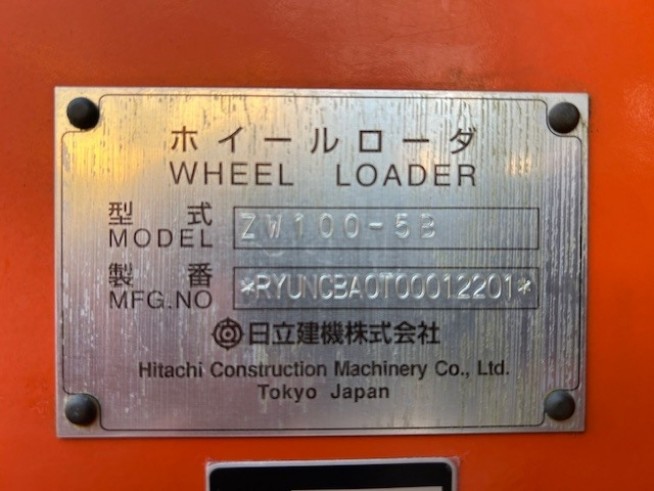 ホイールローダ
WHEEL LOADER
型式 ZW100-5B
MODEL
製番 *RYUNCBA0T00012201*
MFG.NO
日立建機株式会社
Hitachi Construction Machinery Co., Ltd.
Tokyo Japan